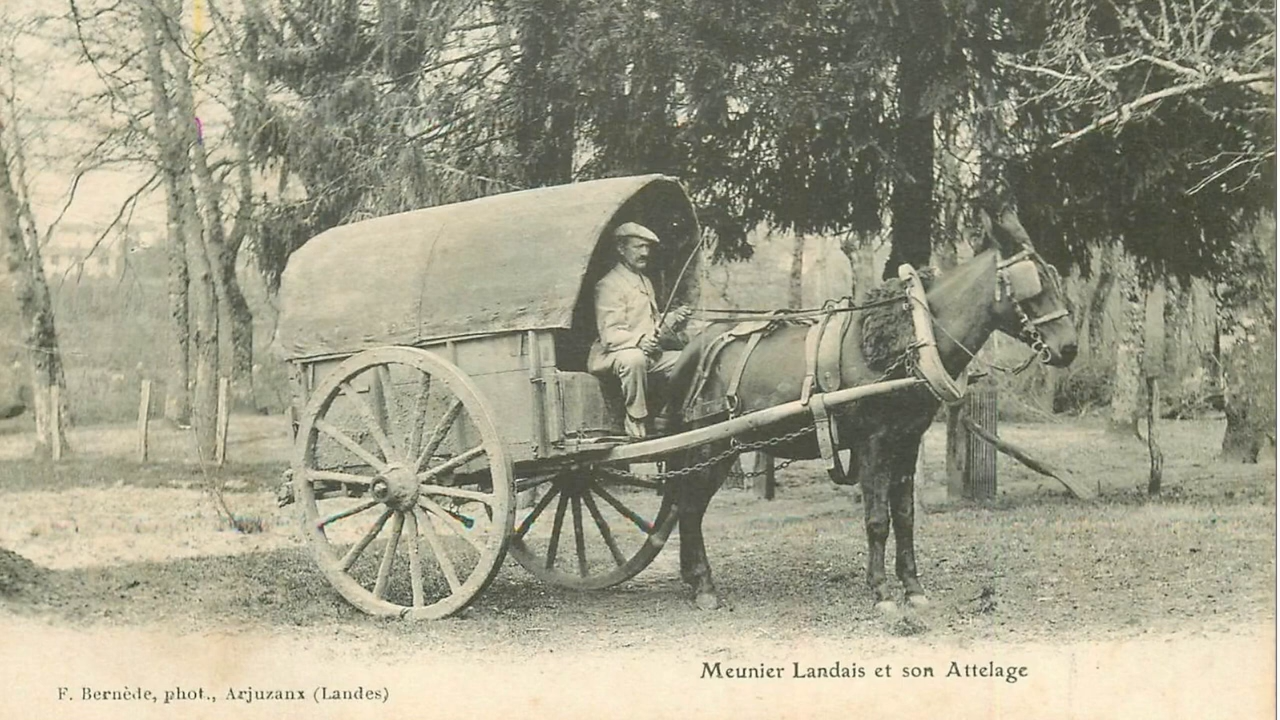 Meunier Landais et son Attelage
F. Bernède, phot., Arjuzanx (Landes)